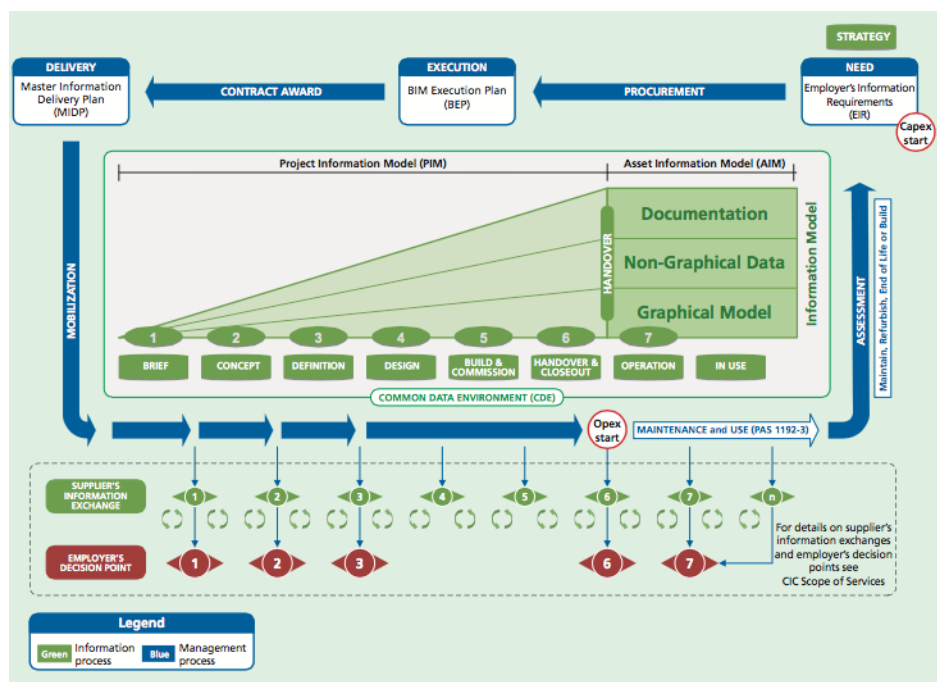 STRATEGY
DELIVERY
Master Information
Delivery Plan
(MIDP)
CONTRACT AWARD
EXECUTION
BIM Execution Plan
(BEP)
PROCUREMENT
NEED
Employer's Information
Requirements
(EIR)
Capex
start
Project Information Model (PIM)
Asset Information Model (AIM)
MOBILIZATION
HANDOVER
Documentation
Non-Graphical Data
Graphical Model
Information Model
ASSESSMENT
Maintain, Refurbish, End of Life or Build
1
2
3
4
5
6
7
BRIEF
CONCEPT
DEFINITION
DESIGN
BUILD &
COMMISSION
HANDOVER &
CLOSEOUT
OPERATION
IN USE
COMMON DATA ENVIRONMENT (CDE)
Opex
start
MAINTENANCE and USE (PAS 1192-3)
SUPPLIER'S
INFORMATION
EXCHANGE
1
2
3
4
5
6
7
n
EMPLOYER'S
DECISION POINT
1
2
3
6
7
For details on supplier's
information exchanges
and employer's decision
points see
CIC Scope of Services
Legend
Green
Information
process
Blue
Management
process